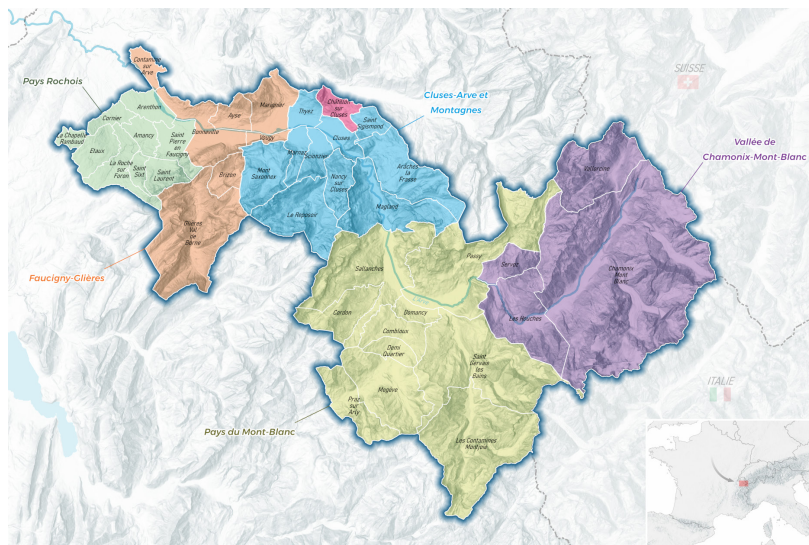 Contamine
sur
Arve
Pays Rochois
Arenthon
Cornier
La Chapelle
Rambaud
Amancy
Etaux
Saint
Pierre
en
Faucigny
La Roche
sur
Foron
Saint
Sixt
Saint
Laurent
Bonneville
Ayse
Marignier
Vougy
Brizon
Glières
Val
de
Borne
Faucigny-Glières
Thyez
Châtillon
sur
Cluses
Saint
Sigismond
Cluses
Marnaz
Scionzier
Mont
Saxonnex
Nancy
sur
Cluses
Arâches
la
Frasse
Le Reposoir
Magland
Cluses-Arve et
Montagnes
SUISSE
Vallée de
Chamonix-Mont-Blanc
Vallorcine
Servoz
Chamonix
Mont
Blanc
Les Houches
Passy
Sallanches
Cordon
Domancy
Combloux
Demi
Quartier
Saint
Gervais
les
Bains
Megève
Praz
sur
Arly
Les Contamines
Montjoie
Pays du Mont-Blanc
ITALIE